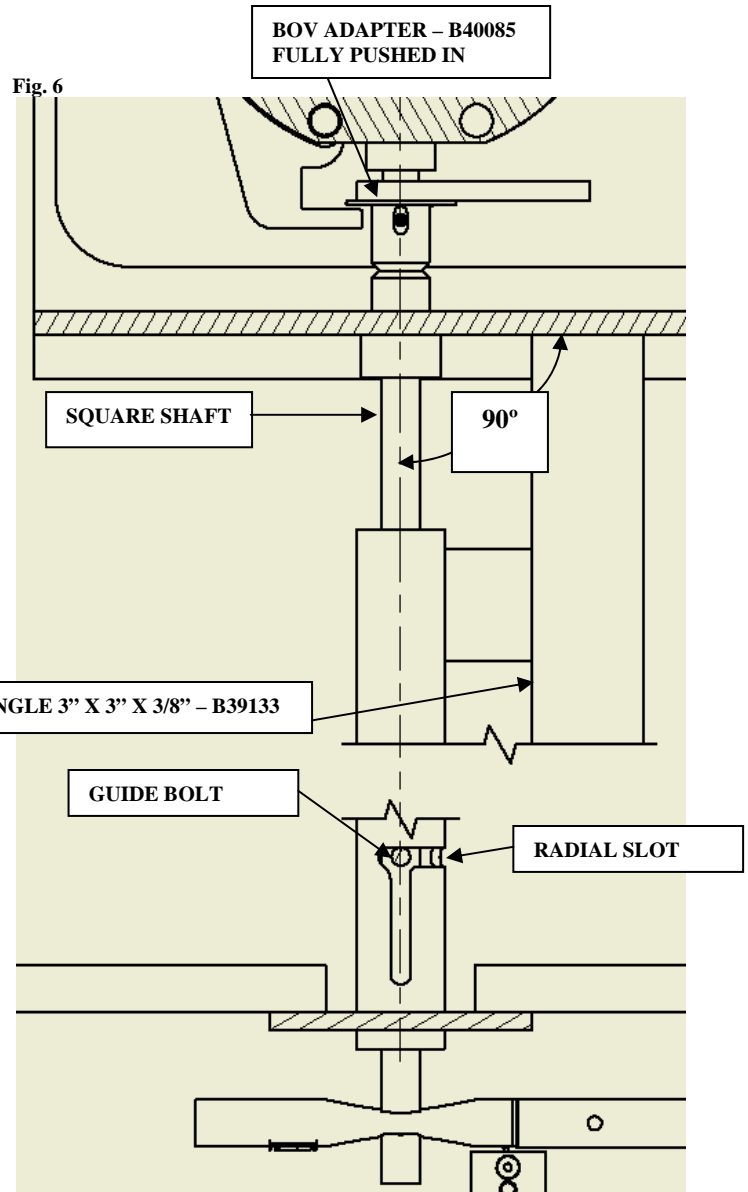 BOV ADAPTER – B40085
FULLY PUSHED IN
Fig. 6
SQUARE SHAFT
90º
NGLE 3” X 3” X 3/8” – B39133
GUIDE BOLT
RADIAL SLOT